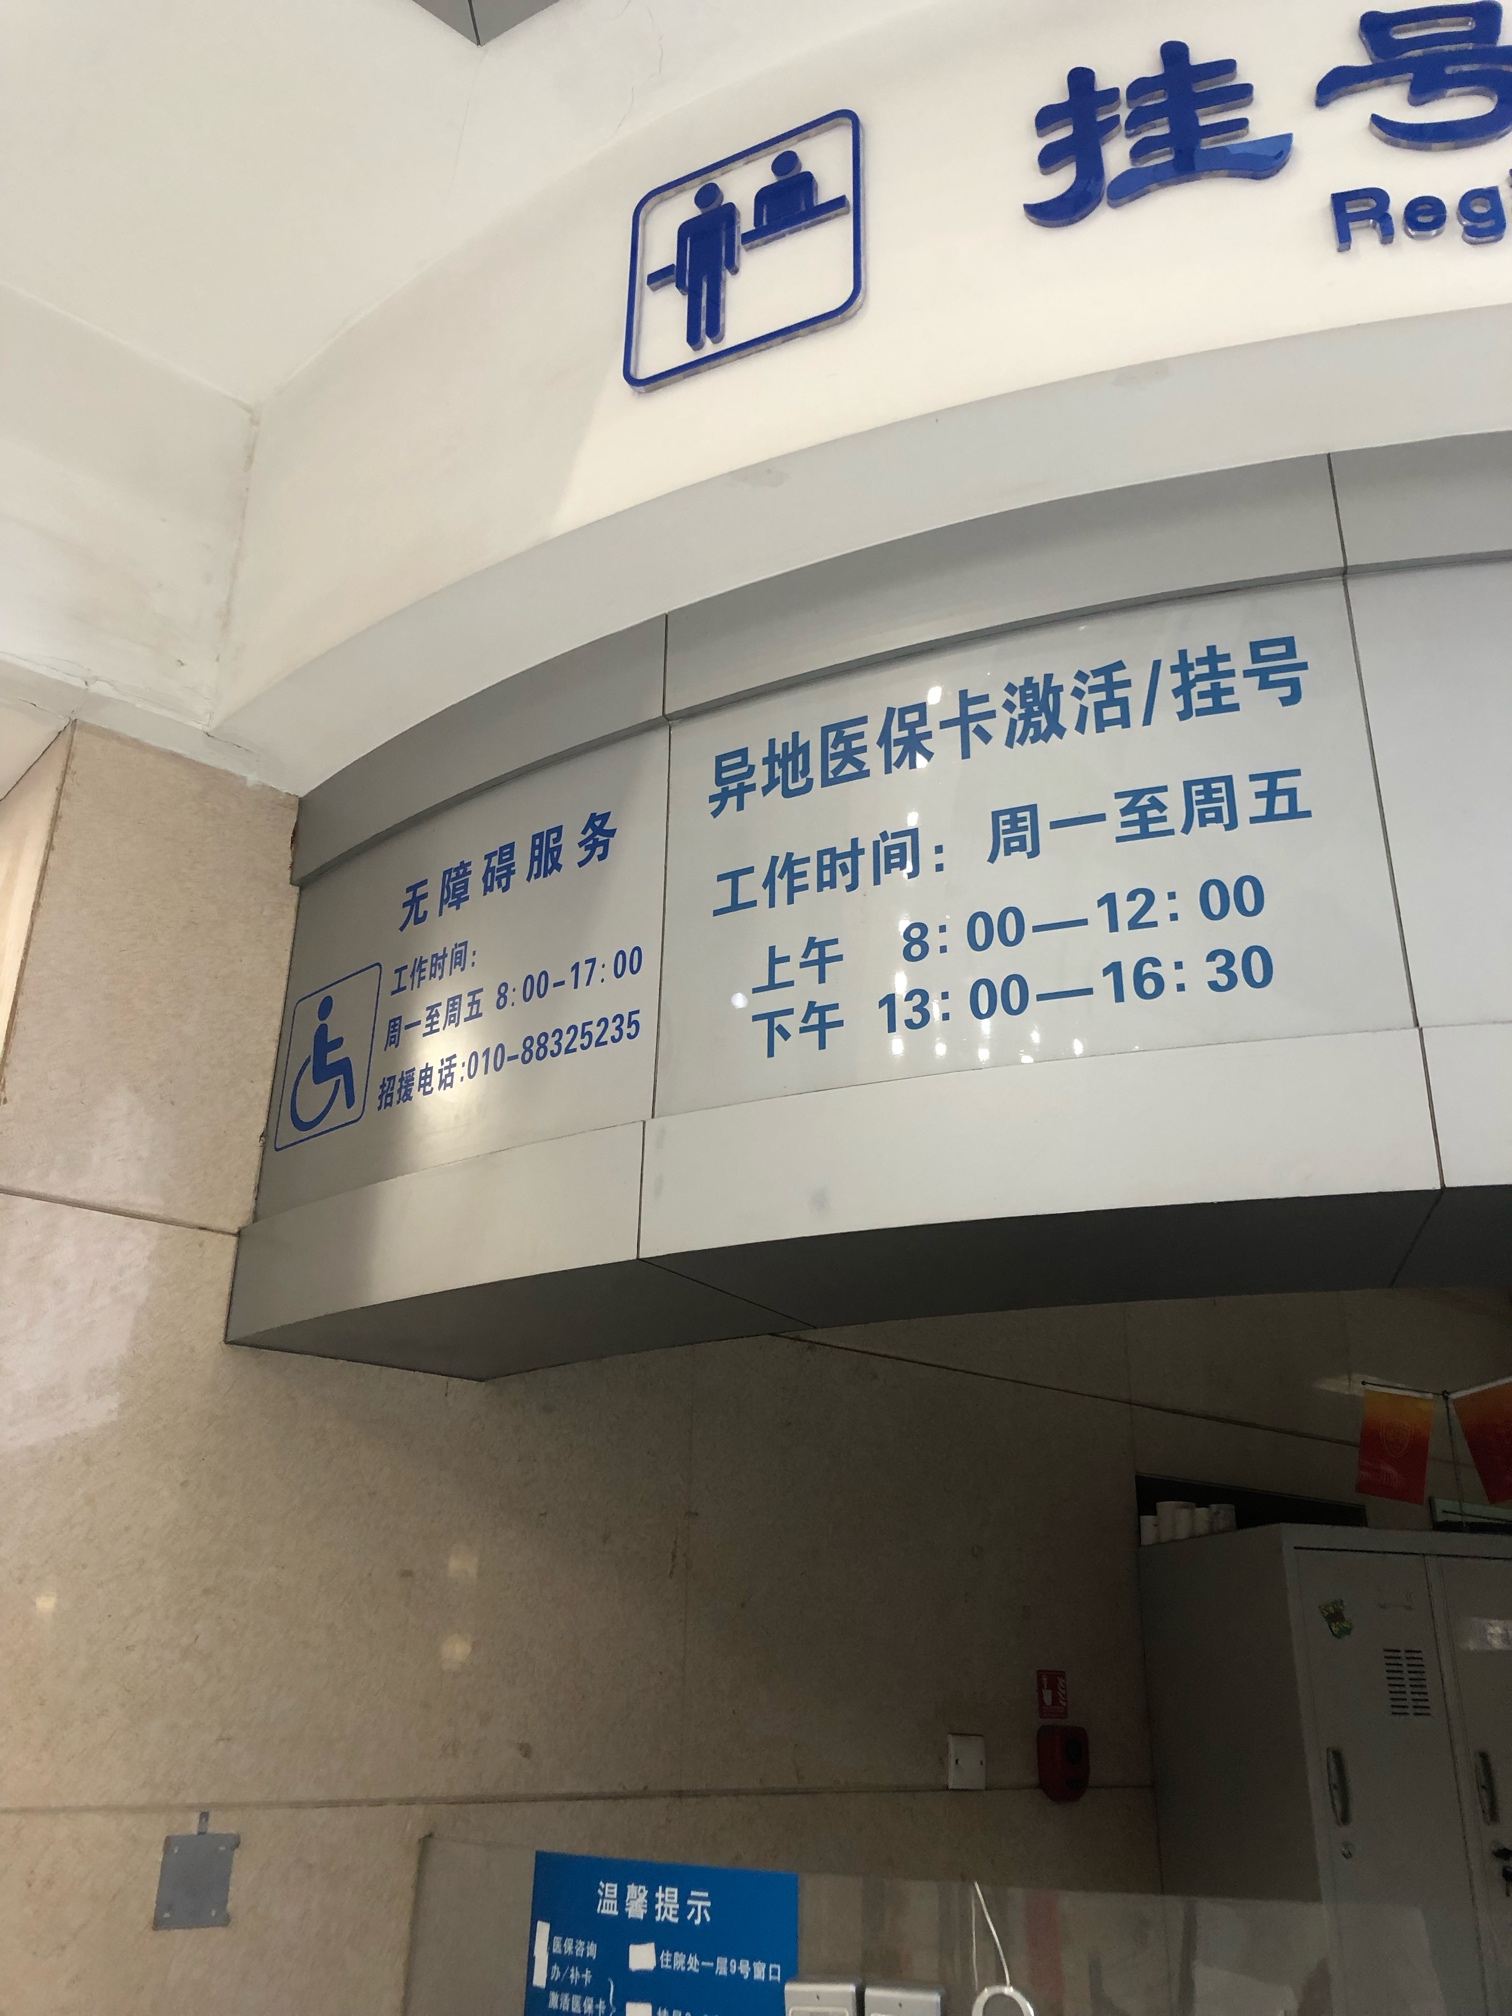 挂号
Reg
无障碍服务
工作时间:
周一至周五 8:00-17:00
招援电话:010-88325235
异地医保卡激活/挂号
工作时间: 周一至周五
上午 8:00—12:00
下午 13:00—16:30
温馨提示
医保咨询
办/补卡
激活医保卡
住院处一层9号窗口